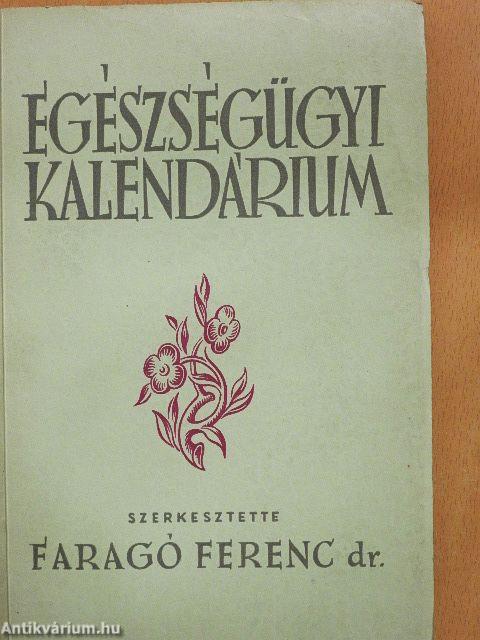 EGÉSZSÉGÜGYI
KALENDÁRIUM
SZERKESZTETTE
FARAGÓ FERENC dr.
Antikvárium.hu